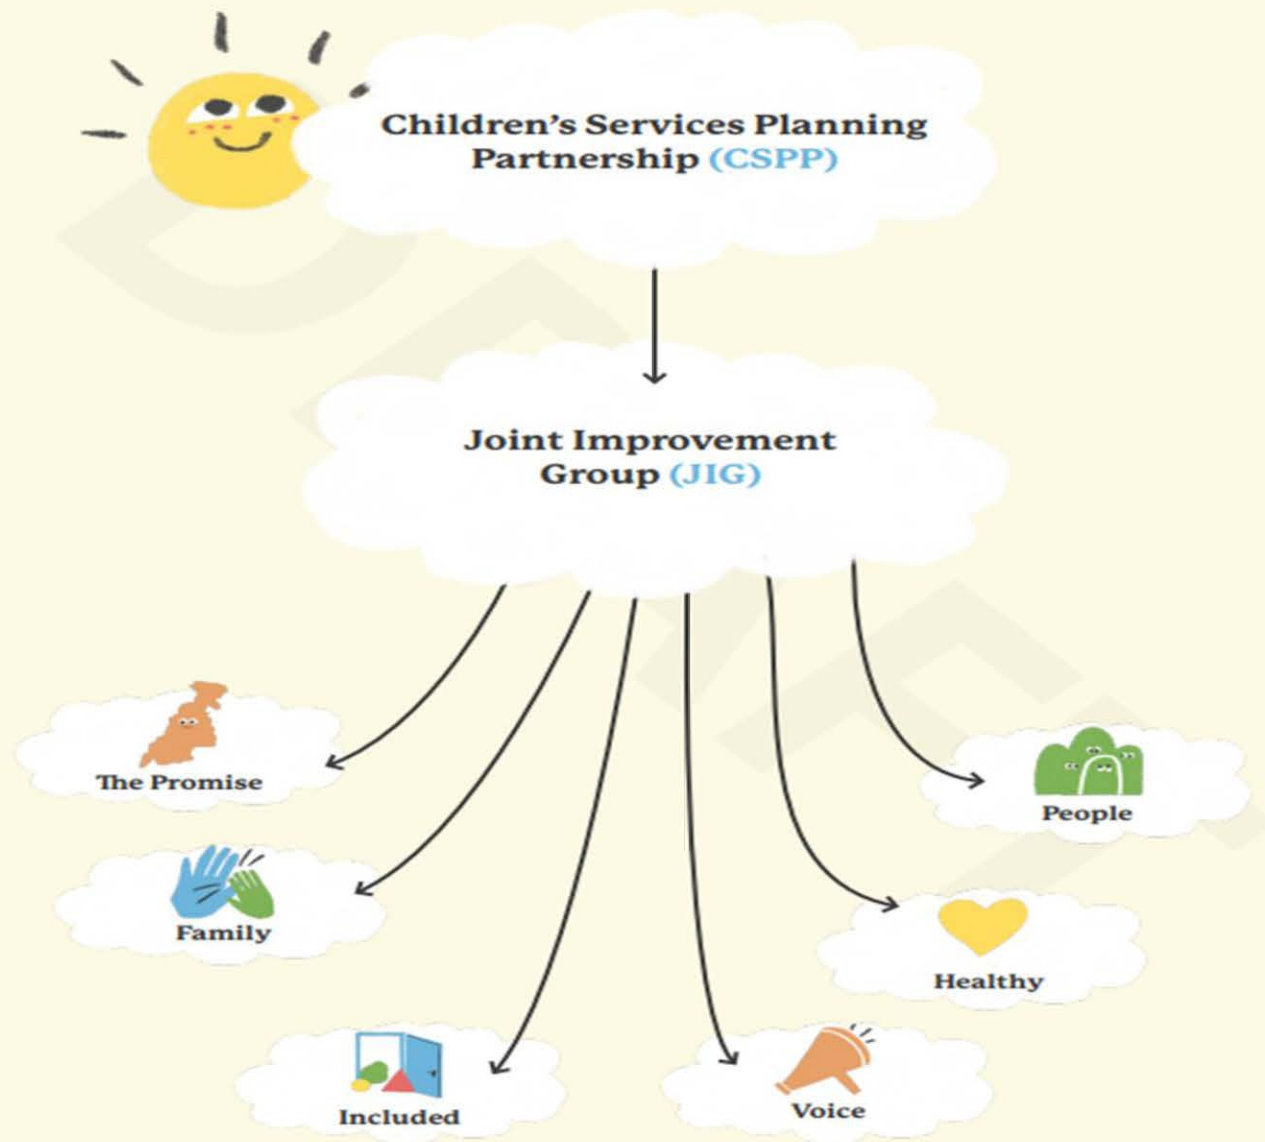 Children's Services Planning
Partnership (CSPP)
Joint Improvement
Group (JIG)
The Promise
People
Family
Healthy
Included
Voice